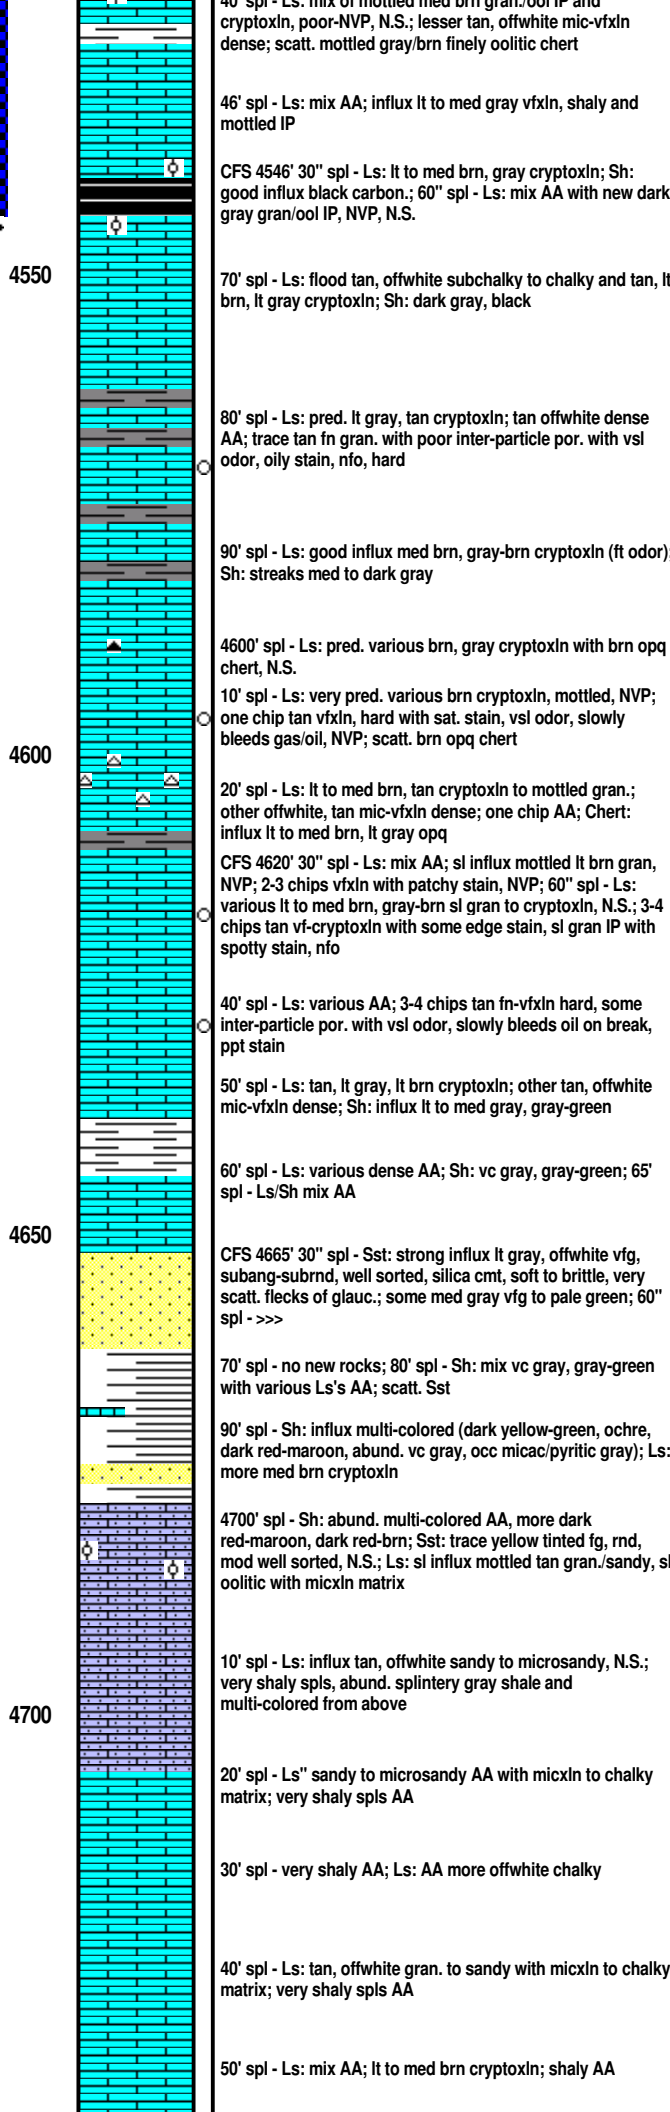 40' spl - Ls: mix of mottled med brn gran./ool IP and
cryptoxln, poor-NVP, N.S.; lesser tan, offwhite mic-vfxln
dense; scatt. mottled gray/brn finely oolitic chert
46' spl - Ls: mix AA; influx lt to med gray vfxln, shaly and
mottled IP
CFS 4546' 30" spl - Ls: lt to med brn, gray cryptoxln; Sh:
good influx black carbon.; 60" spl - Ls: mix AA with new dark
gray gran/ool IP, NVP, N.S.
4550
70' spl - Ls: flood tan, offwhite subchalky to chalky and tan, lt
brn, lt gray cryptoxln; Sh: dark gray, black
80' spl - Ls: pred. lt gray, tan cryptoxln; tan offwhite dense
AA; trace tan fn gran. with poor inter-particle por. with vsl
odor, oily stain, nfo, hard
90' spl - Ls: good influx med brn, gray-brn cryptoxln (ft odor);
Sh: streaks med to dark gray
4600' spl - Ls: pred. various brn, gray cryptoxln with brn opq
chert, N.S.
10' spl - Ls: very pred. various brn cryptoxln, mottled, NVP;
one chip tan vfxln, hard with sat. stain, vsl odor, slowly
bleeds gas/oil, NVP; scatt. brn opq chert
4600
20' spl - Ls: lt to med brn, tan cryptoxln to mottled gran.;
other offwhite, tan mic-vfxln dense; one chip AA; Chert:
influx lt to med brn, lt gray opq
CFS 4620' 30" spl - Ls: mix AA; sl influx mottled lt brn gran,
NVP; 2-3 chips vfxln with patchy stain, NVP; 60" spl - Ls:
various lt to med brn, gray-brn sl gran to cryptoxln, N.S.; 3-4
chips tan vf-cryptoxln with some edge stain, sl gran IP with
spotty stain, nfo
40' spl - Ls: various AA; 3-4 chips tan fn-vfxln hard, some
inter-particle por. with vsl odor, slowly bleeds oil on break,
ppt stain
50' spl - Ls: tan, lt gray, lt brn cryptoxln; other tan, offwhite
mic-vfxln dense; Sh: influx lt to med gray, gray-green
60' spl - Ls: various dense AA; Sh: vc gray, gray-green; 65'
spl - Ls/Sh mix AA
4650
CFS 4665' 30" spl - Sst: strong influx lt gray, offwhite vfg,
subang-subrnd, well sorted, silica cmt, soft to brittle, very
scatt. flecks of glauc.; some med gray vfg to pale green; 60"
spl - >>>
70' spl - no new rocks; 80' spl - Sh: mix vc gray, gray-green
with various Ls's AA; scatt. Sst
90' spl - Sh: influx multi-colored (dark yellow-green, ochre,
dark red-maroon, abund. vc gray, occ micac/pyritic gray); Ls:
more med brn cryptoxln
4700' spl - Sh: abund. multi-colored AA, more dark
red-maroon, dark red-brn; Sst: trace yellow tinted fg, rnd,
mod well sorted, N.S.; Ls: sl influx mottled tan gran./sandy, sl
oolitic with micxln matrix
10' spl - Ls: influx tan, offwhite sandy to microsandy, N.S.;
very shaly spls, abund. splintery gray shale and
multi-colored from above
4700
20' spl - Ls" sandy to microsandy AA with micxln to chalky
matrix; very shaly spls AA
30' spl - very shaly AA; Ls: AA more offwhite chalky
40' spl - Ls: tan, offwhite gran. to sandy with micxln to chalky
matrix; very shaly spls AA
50' spl - Ls: mix AA; lt to med brn cryptoxln; shaly AA